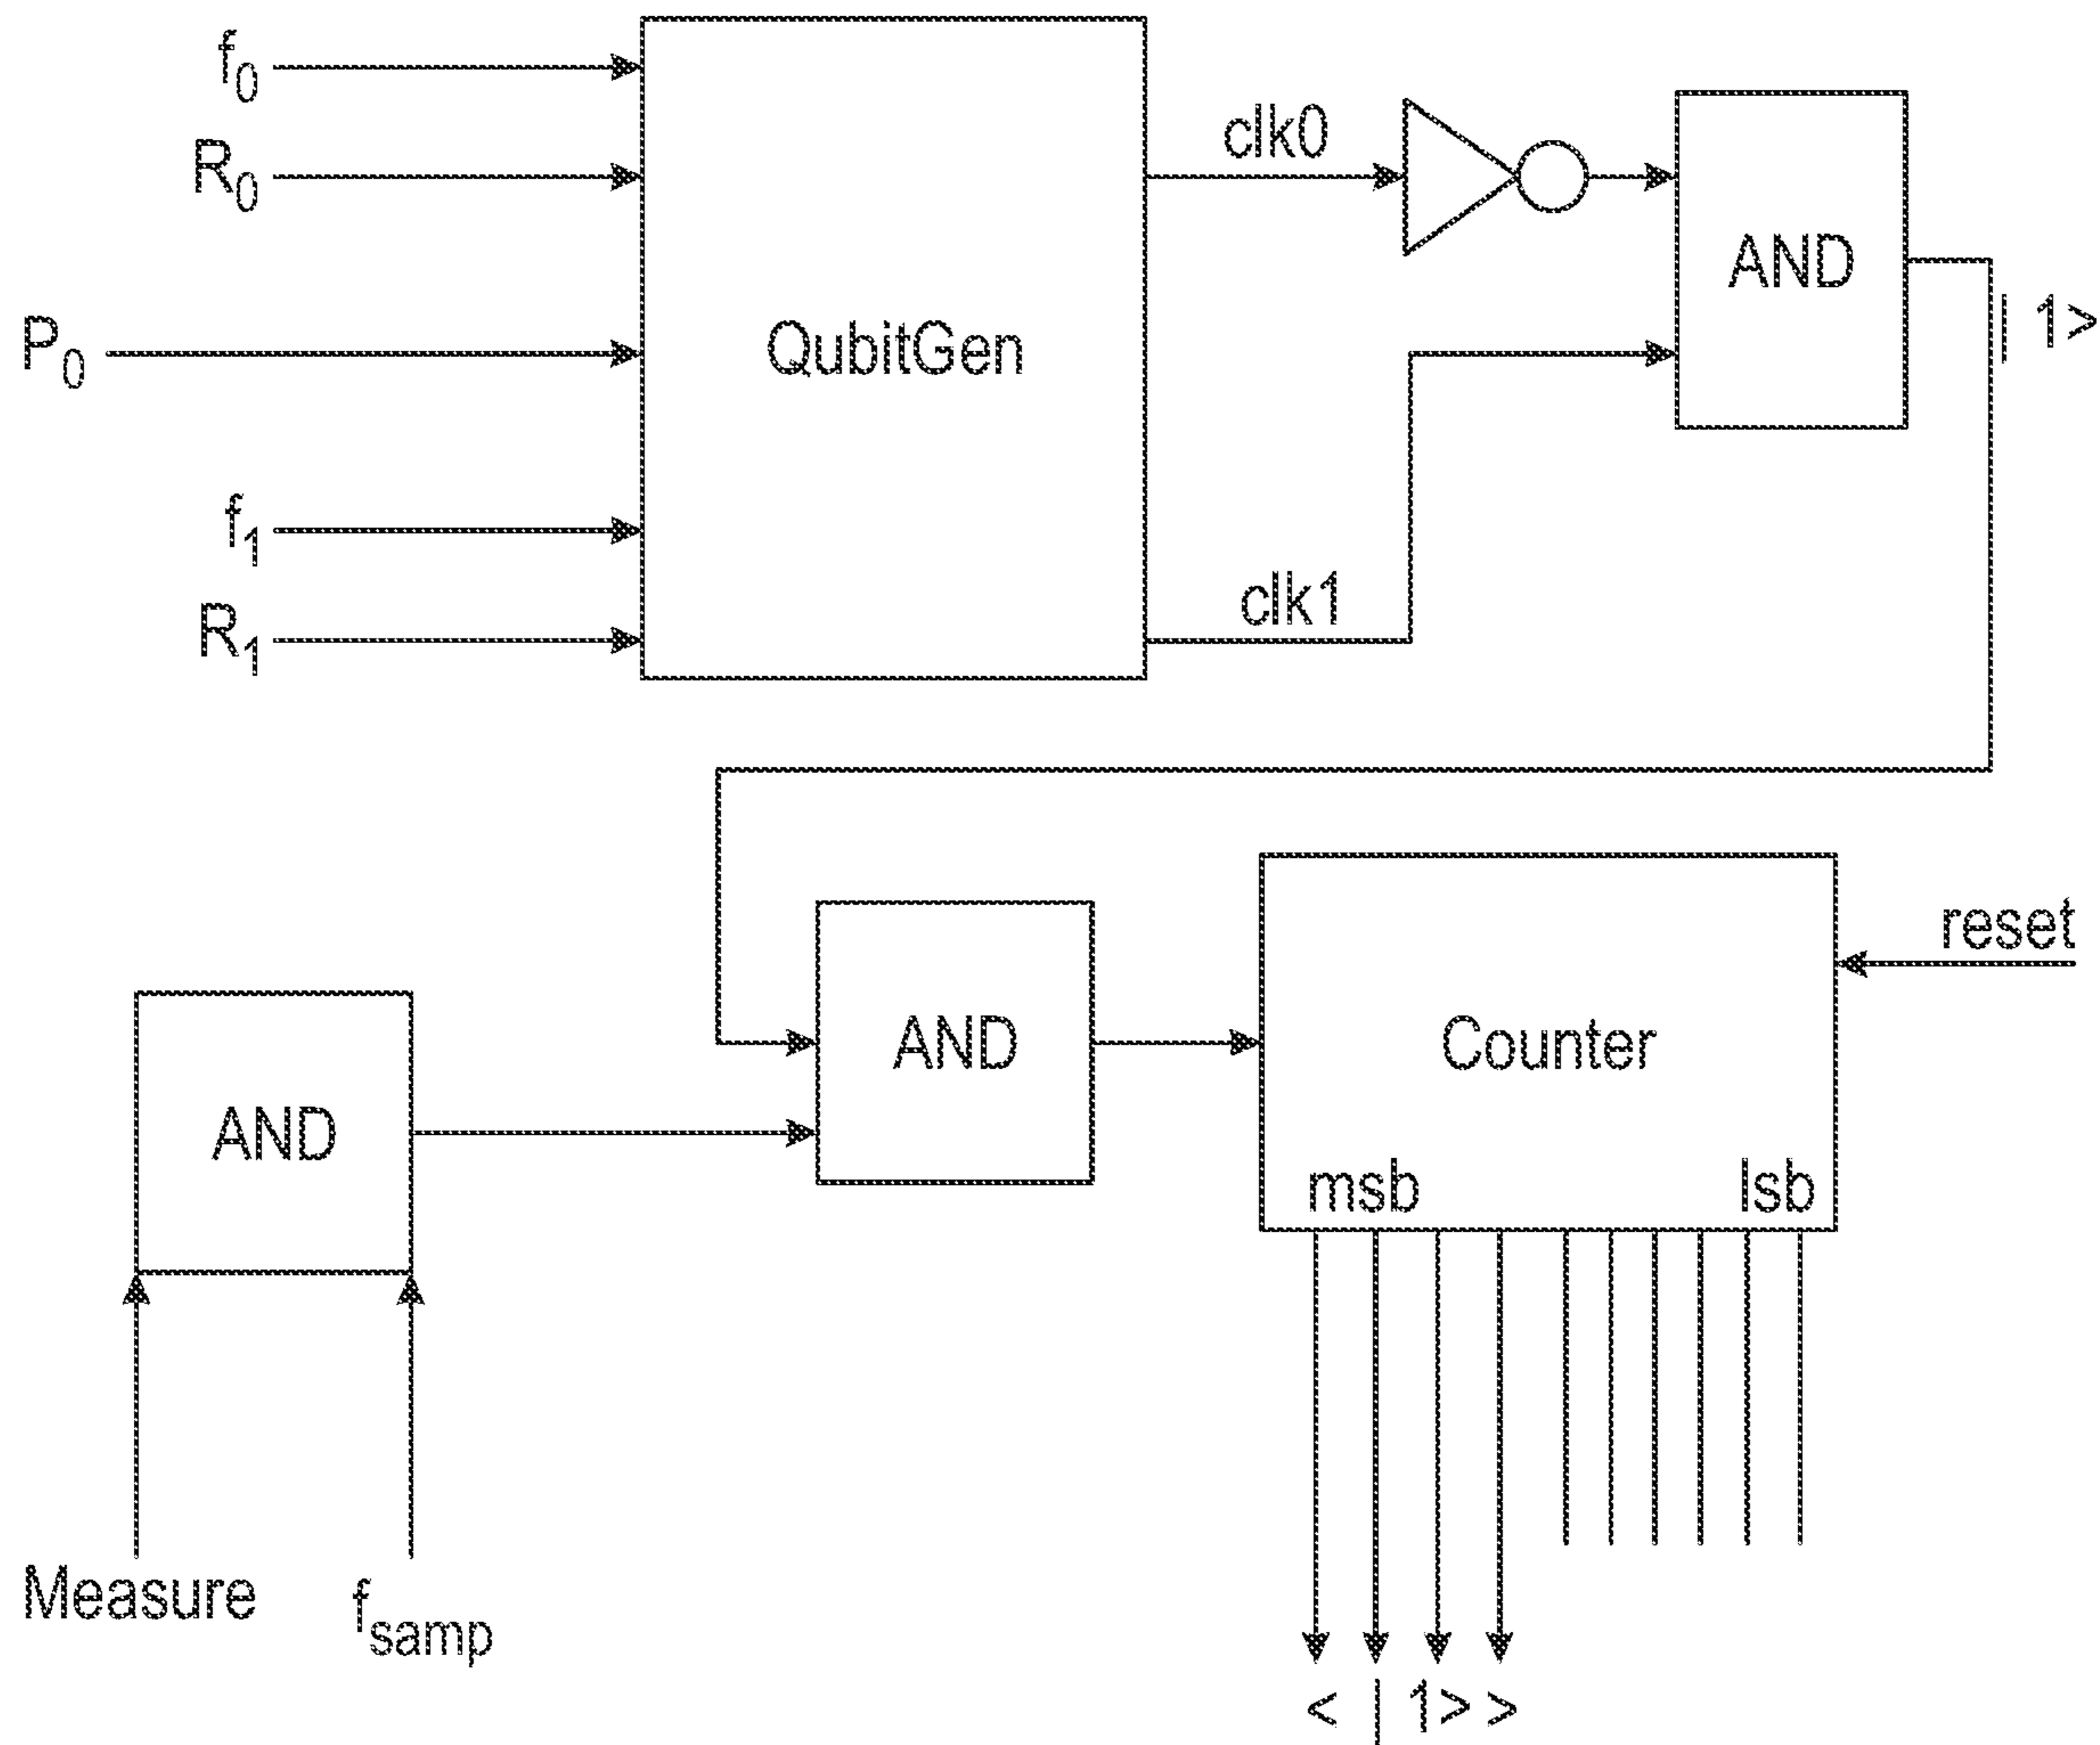 f0
R0
P0
f1
R1
QubitGen
clk0
clk1
AND
| 1>
AND
Measure
fsamp
AND
Counter
reset
msb
lsb
< | 1> >